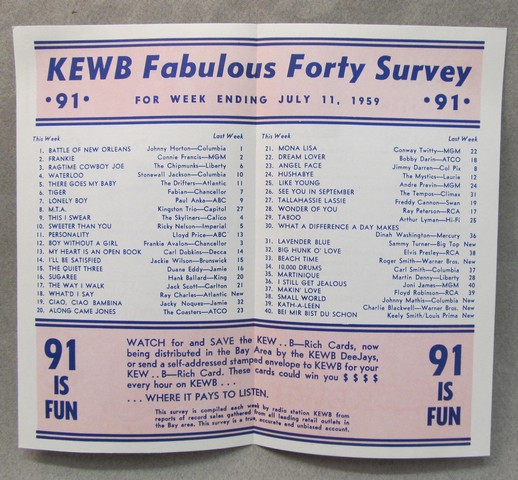 KEWB Fabulous Forty Survey
•91• FOR WEEK ENDING JULY 11, 1959 •91•
This Week Last Week
1. BATTLE OF NEW ORLEANS Johnny Horton—Columbia 1
2. FRANKIE Connie Francis—MGM 2
3. RAGTIME COWBOY JOE The Chipmunks—Liberty 6
4. WATERLOO Stonewall Jackson—Columbia 10
5. THERE GOES MY BABY The Drifters—Atlantic 11
6. TIGER Fabian—Chancellor 7
7. LONELY BOY Paul Anka—ABC 9
8. M.T.A. Kingston Trio—Capitol 27
9. THIS I SWEAR The Skyliners—Calico 4
10. SWEETER THAN YOU Ricky Nelson—Imperial 5
11. PERSONALITY Lloyd Price—ABC 13
12. BOY WITHOUT A GIRL Frankie Avalon—Chancellor 3
13. MY HEART IS AN OPEN BOOK Carl Dobkins—Decca 14
14. I'LL BE SATISFIED Jackie Wilson—Brunswick 15
15. THE QUIET THREE Duane Eddy—Jamie 16
16. SUGAREE Hank Ballard—King 20
17. THE WAY I WALK Jack Scott—Carlton 21
18. WHAT'D I SAY Ray Charles—Atlantic New
19. CIAO, CIAO BAMBINA Jacky Noguez—Jamie 32
20. ALONG CAME JONES The Coasters—ATCO 23
This Week Last Week
21. MONA LISA Conway Twitty—MGM 22
22. DREAM LOVER Bobby Darin—ATCO 18
23. ANGEL FACE Jimmy Darren—Col Pix 8
24. HUSHABYE The Mystics—Laurie 12
25. LIKE YOUNG Andre Previn—MGM 24
26. SEE YOU IN SEPTEMBER The Tempos—Climax 31
27. TALLAHASSIE LASSIE Freddy Cannon—Swan 19
28. WONDER OF YOU Ray Peterson—RCA 17
29. TABOO Arthur Lyman—Hi-Fi 25
30. WHAT A DIFFERENCE A DAY MAKES
Dinah Washington—Mercury 36
31. LAVENDER BLUE Sammy Turner—Big Top New
32. BIG HUNK O' LOVE Elvis Presley—RCA 38
33. BEACH TIME Roger Smith—Warner Bros. New
34. 10,000 DRUMS Carl Smith—Columbia 37
35. MARTINIQUE Martin Denny—Liberty 28
36. I STILL GET JEALOUS Joni James—MGM 40
37. MAKIN' LOVE Floyd Robinson—RCA 39
38. SMALL WORLD Johnny Mathis—Columbia New
39. KATH-A-LEEN Charlie Blackwell—Warner Bros. New
40. BEI MIR BIST DU SCHON Keely Smith/Louis Prima New
91
IS
FUN
WATCH for and SAVE the KEW . . B—Rich Cards, now
being distributed in the Bay Area by the KEWB DeeJays,
or send a self-addressed stamped envelope to KEWB for your
KEW . . B—Rich Card. These cards could win you $ $ $ $
every hour on KEWB . . .
. . . WHERE IT PAYS TO LISTEN.
This survey is compiled each week by radio station KEWB from
reports of record sales gathered from all leading retail outlets in
the Bay area. This survey is a true, accurate and unbiased account.
91
IS
FUN